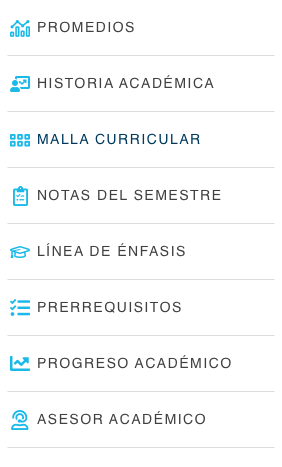 PROMEDIOS
HISTORIA ACADÉMICA
MALLA CURRICULAR
NOTAS DEL SEMESTRE
LÍNEA DE ÉNFASIS
PRERREQUISITOS
PROGRESO ACADÉMICO
ASESOR ACADÉMICO